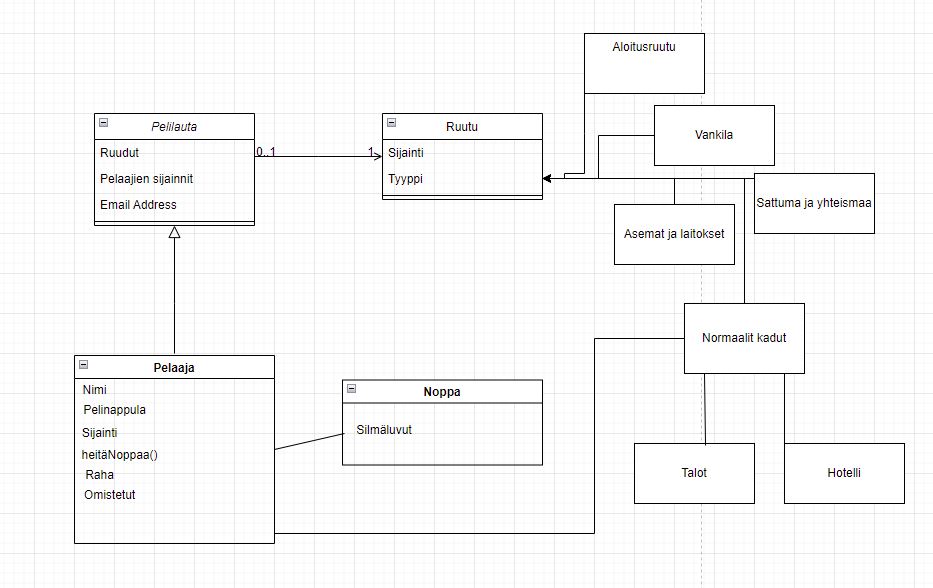 Aloitusruutu
Pelilauta
Ruudut
Pelaajien sijainnit
Email Address
0..1
1
Ruutu
Sijainti
Tyyppi
Vankila
Sattuma ja yhteismaa
Asemat ja laitokset
Normaalit kadut
Pelaaja
Nimi
Pelinappula
Sijainti
heitäNoppaa()
Raha
Omistetut
Noppa
Silmäluvut
Talot
Hotelli